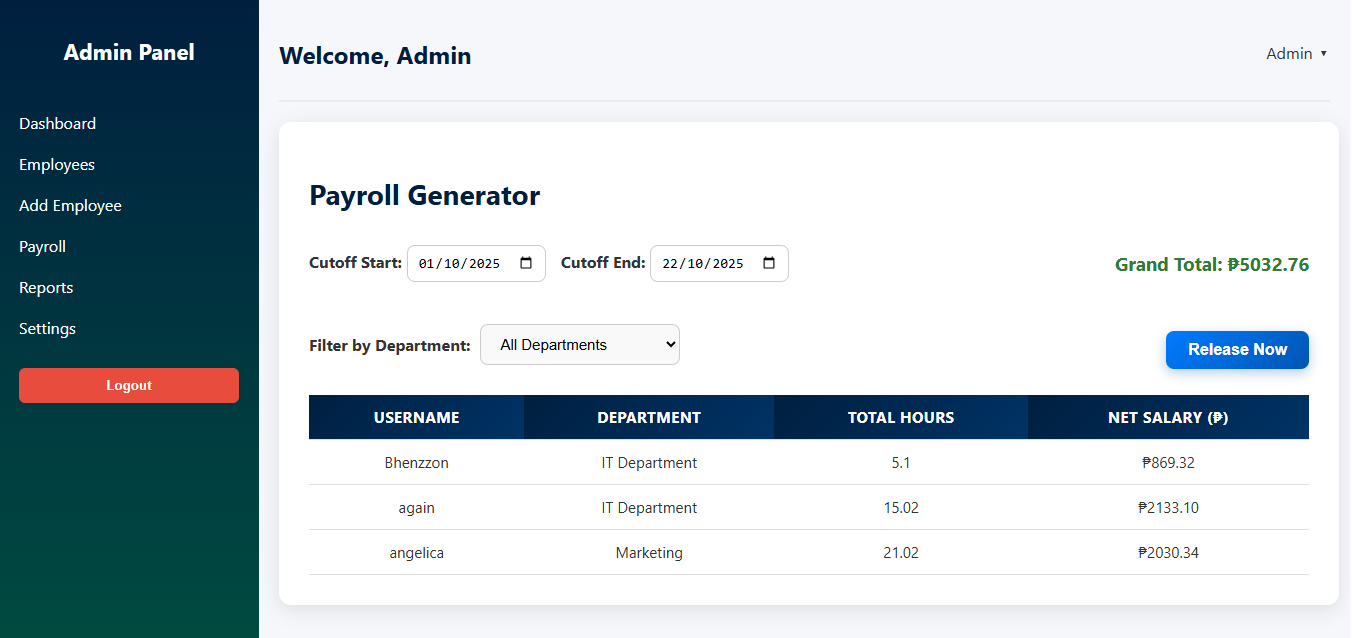 Admin Panel
Dashboard
Employees
Add Employee
Payroll
Reports
Settings
Logout
Welcome, Admin
Admin ▼
Payroll Generator
Cutoff Start: 01/10/2025 Cutoff End: 22/10/2025 Grand Total: ₱5032.76
Filter by Department: All Departments Release Now
USERNAME DEPARTMENT TOTAL HOURS NET SALARY (₱)
Bhenzzon IT Department 5.1 ₱869.32
again IT Department 15.02 ₱2133.10
angelica Marketing 21.02 ₱2030.34